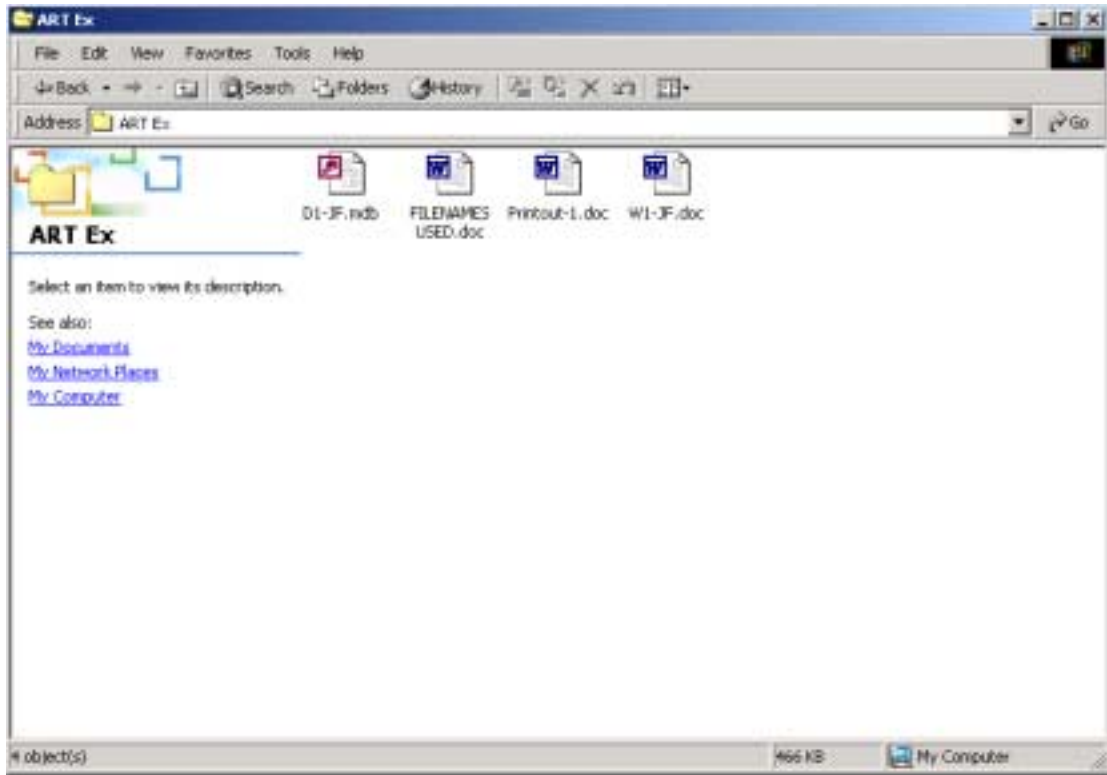 ART Ex
File Edit View Favorites Tools Help
Back Search Folders History
Address ART Ex Go
D1-JF.mdb FILENAMES USED.doc Printout-1.doc W1-JF.doc
ART Ex
Select an item to view its description.
See also:
My Documents
My Network Places
My Computer
4 object(s) 466 KB My Computer